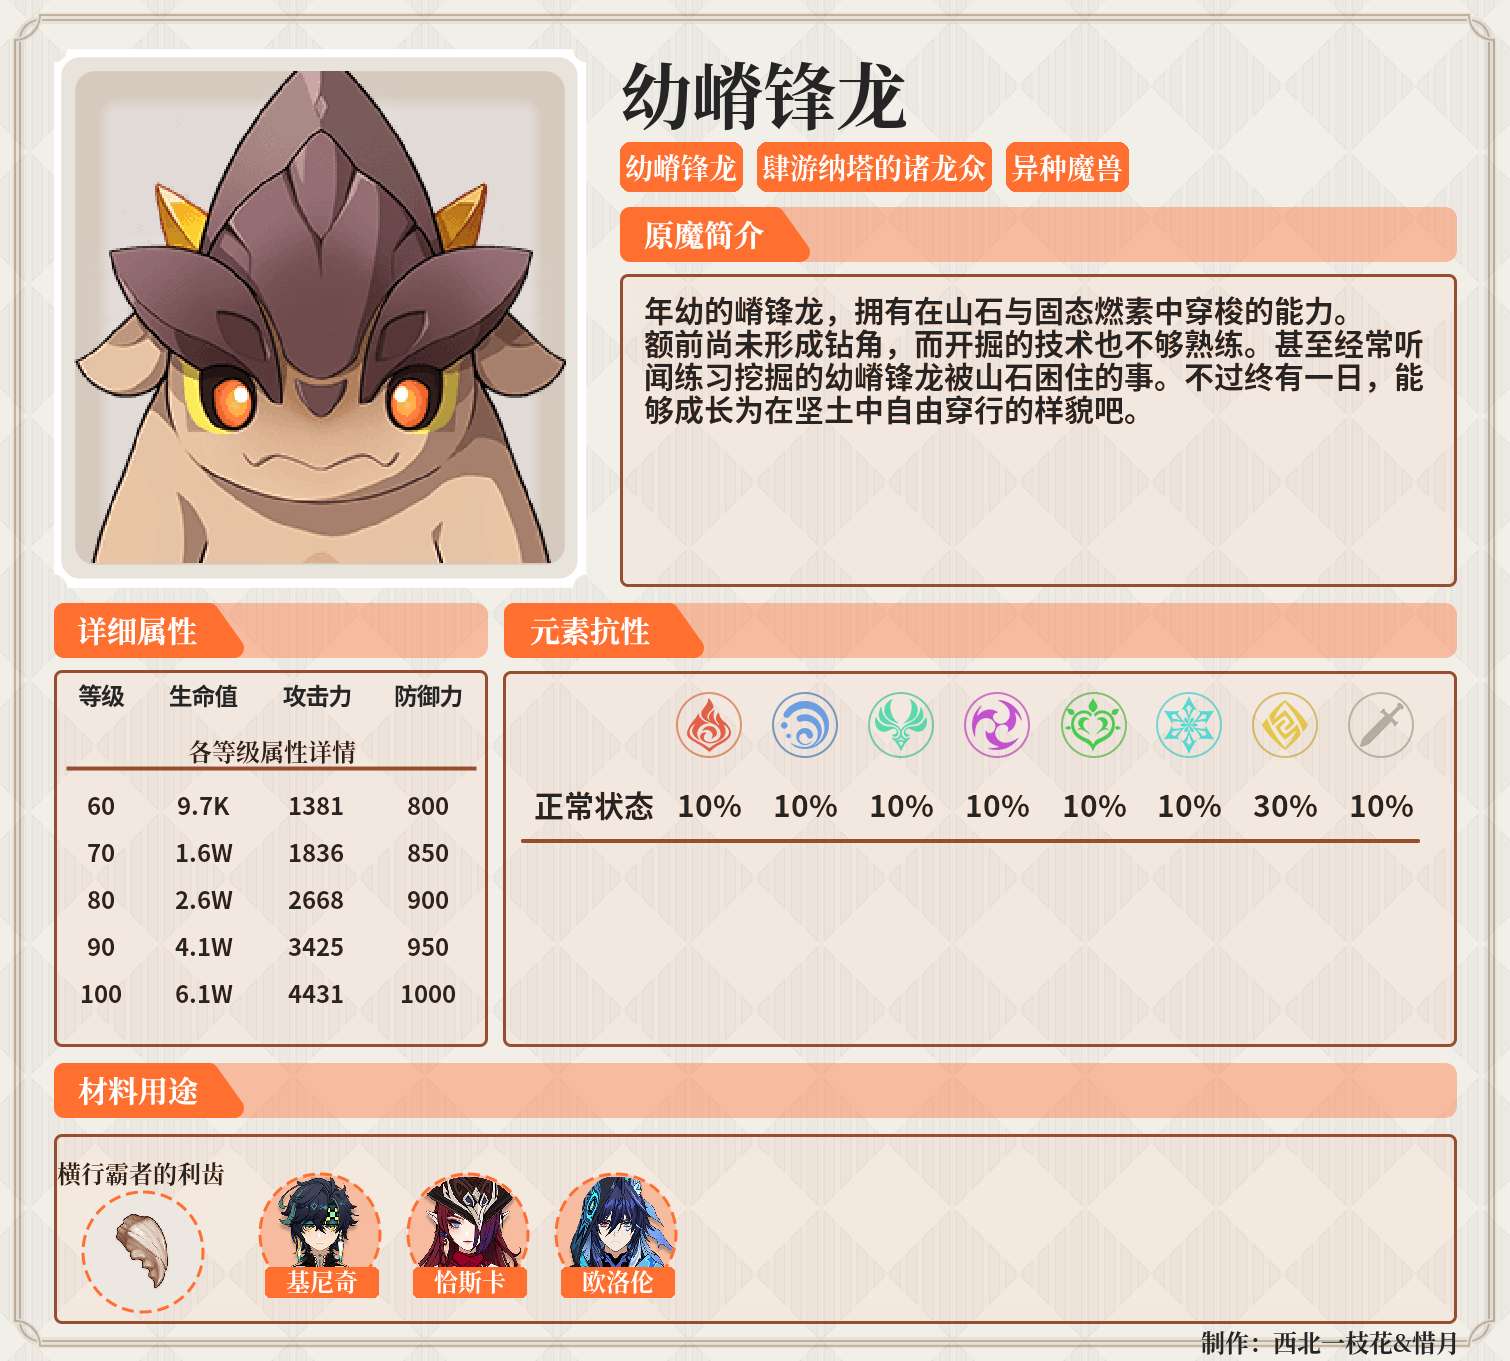 幼嵴锋龙
幼嵴锋龙 肆游纳塔的诸龙众 异种魔兽
原魔简介
年幼的嵴锋龙，拥有在山石与固态燃素中穿梭的能力。
额前尚未形成钻角，而开掘的技术也不够熟练。甚至经常听
闻练习挖掘的幼嵴锋龙被山石困住的事。不过终有一日，能
够成长为在坚土中自由穿行的样貌吧。
详细属性
等级 生命值 攻击力 防御力
各等级属性详情
60 9.7K 1381 800
70 1.6W 1836 850
80 2.6W 2668 900
90 4.1W 3425 950
100 6.1W 4431 1000
元素抗性
正常状态 10% 10% 10% 10% 10% 10% 30% 10%
材料用途
横行霸者的利齿
基尼奇 恰斯卡 欧洛伦
制作：西北一枝花&惜月